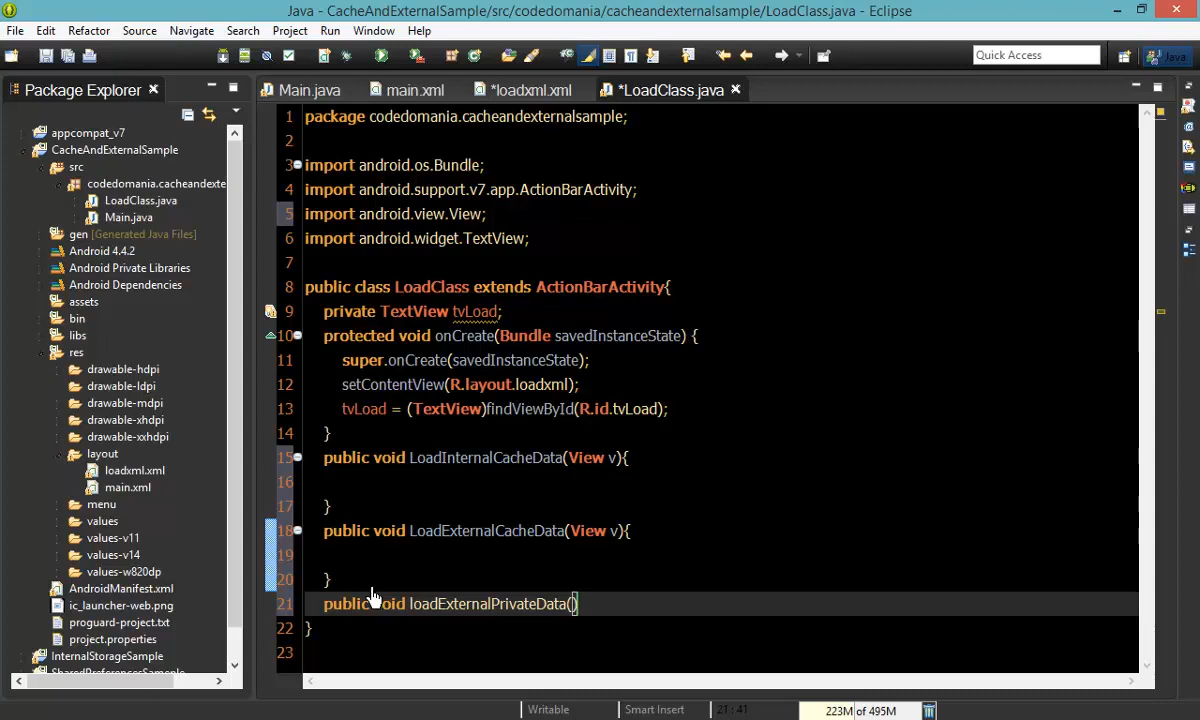 Java - CacheAndExternalSample/src/codedomania/cacheandexternalsample/LoadClass.java - Eclipse
File Edit Refactor Source Navigate Search Project Run Window Help
Quick Access
Java
Package Explorer
Main.java
main.xml
*loadxml.xml
*LoadClass.java
appcompat_v7
CacheAndExternalSample
src
codedomania.cacheandexte
LoadClass.java
Main.java
gen [Generated Java Files]
Android 4.4.2
Android Private Libraries
Android Dependencies
assets
bin
libs
res
drawable-hdpi
drawable-ldpi
drawable-mdpi
drawable-xhdpi
drawable-xxhdpi
layout
loadxml.xml
main.xml
menu
values
values-v11
values-v14
values-w820dp
AndroidManifest.xml
ic_launcher-web.png
proguard-project.txt
project.properties
InternalStorageSample
1 package codedomania.cacheandexternalsample;
2
3 import android.os.Bundle;
4 import android.support.v7.app.ActionBarActivity;
5 import android.view.View;
6 import android.widget.TextView;
7
8 public class LoadClass extends ActionBarActivity{
9 private TextView tvLoad;
10 protected void onCreate(Bundle savedInstanceState) {
11 super.onCreate(savedInstanceState);
12 setContentView(R.layout.loadxml);
13 tvLoad = (TextView)findViewById(R.id.tvLoad);
14 }
15 public void LoadInternalCacheData(View v){
16
17 }
18 public void LoadExternalCacheData(View v){
19
20 }
21 public void loadExternalPrivateData()
22 }
23
Writable
Smart Insert
21 : 41
223M of 495M